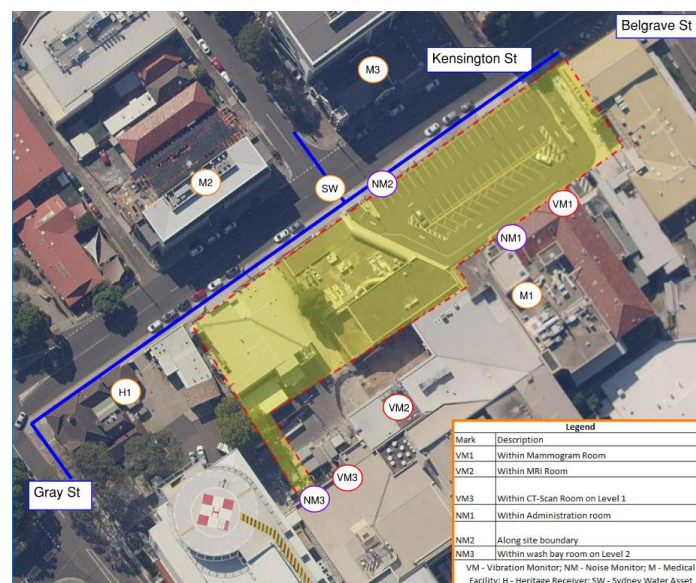 Belgrave St
Kensington St
M3
M2
SW
NM2
VM1
NM1
M1
H1
VM2
VM3
NM3
Gray St
H
Legend
Mark Description
VM1 Within Mammogram Room
VM2 Within MRI Room
VM3 Within CT-Scan Room on Level 1
NM1 Within Administration room
NM2 Along site boundary
NM3 Within wash bay room on Level 2
VM - Vibration Monitor; NM - Noise Monitor; M - Medical
Facility; H - Heritage Receiver; SW - Sydney Water Asset